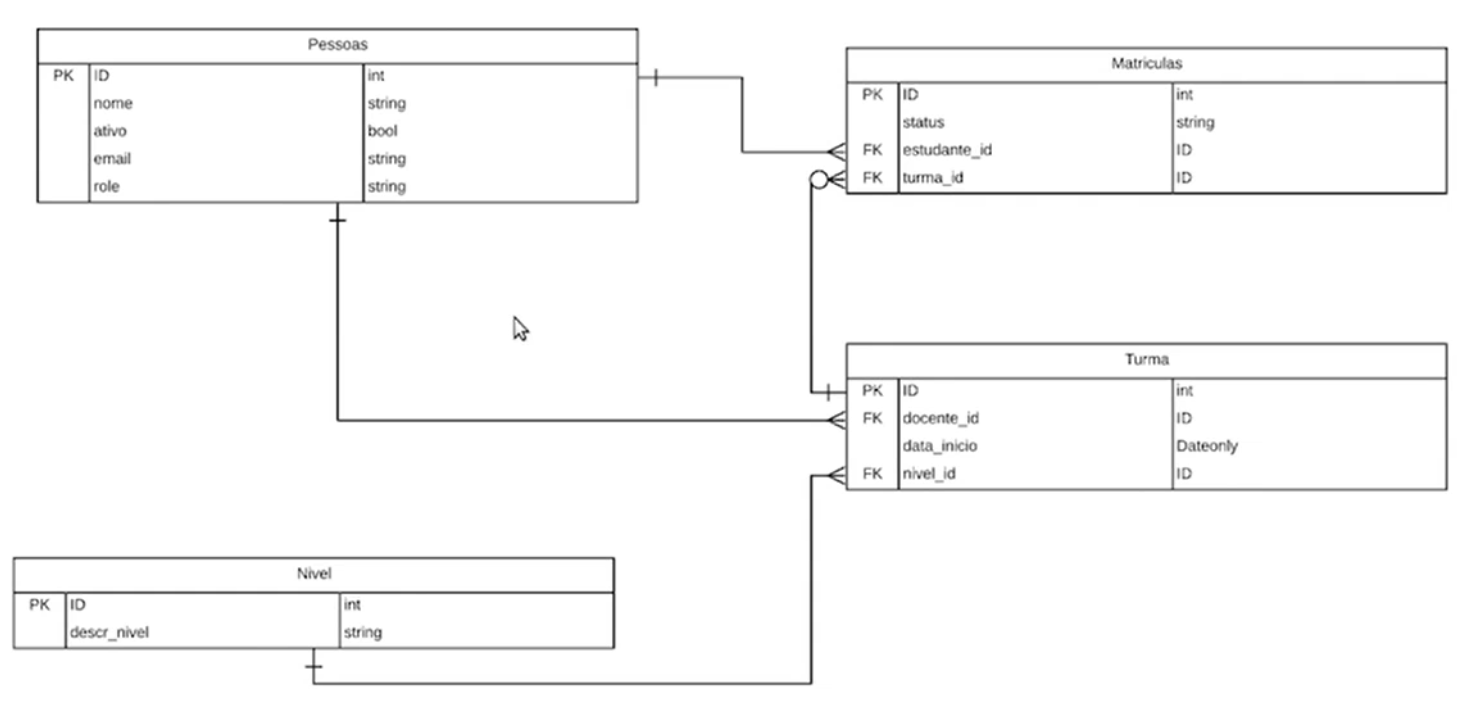 Pessoas
PK ID int
nome string
ativo bool
email string
role string
Matriculas
PK ID int
status string
FK estudante_id ID
FK turma_id ID
Turma
PK ID int
FK docente_id ID
data_inicio Dateonly
FK nivel_id ID
Nivel
PK ID int
descr_nivel string